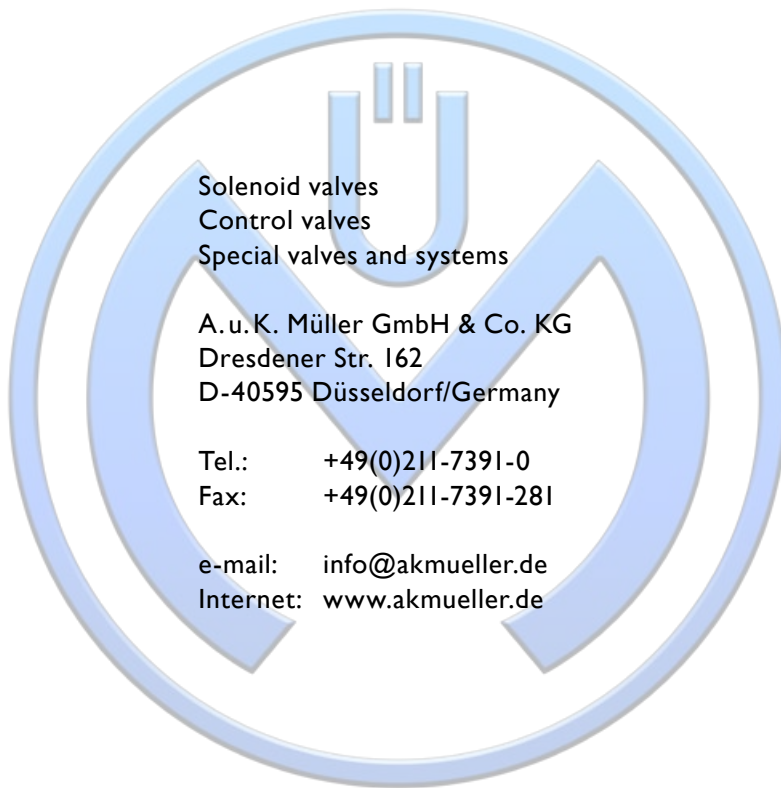 Solenoid valves
Control valves
Special valves and systems
A.u.K. Müller GmbH & Co. KG
Dresdener Str. 162
D-40595 Düsseldorf/Germany
Tel.: +49(0)211-7391-0
Fax: +49(0)211-7391-281
e-mail: info@akmueller.de
Internet: www.akmueller.de